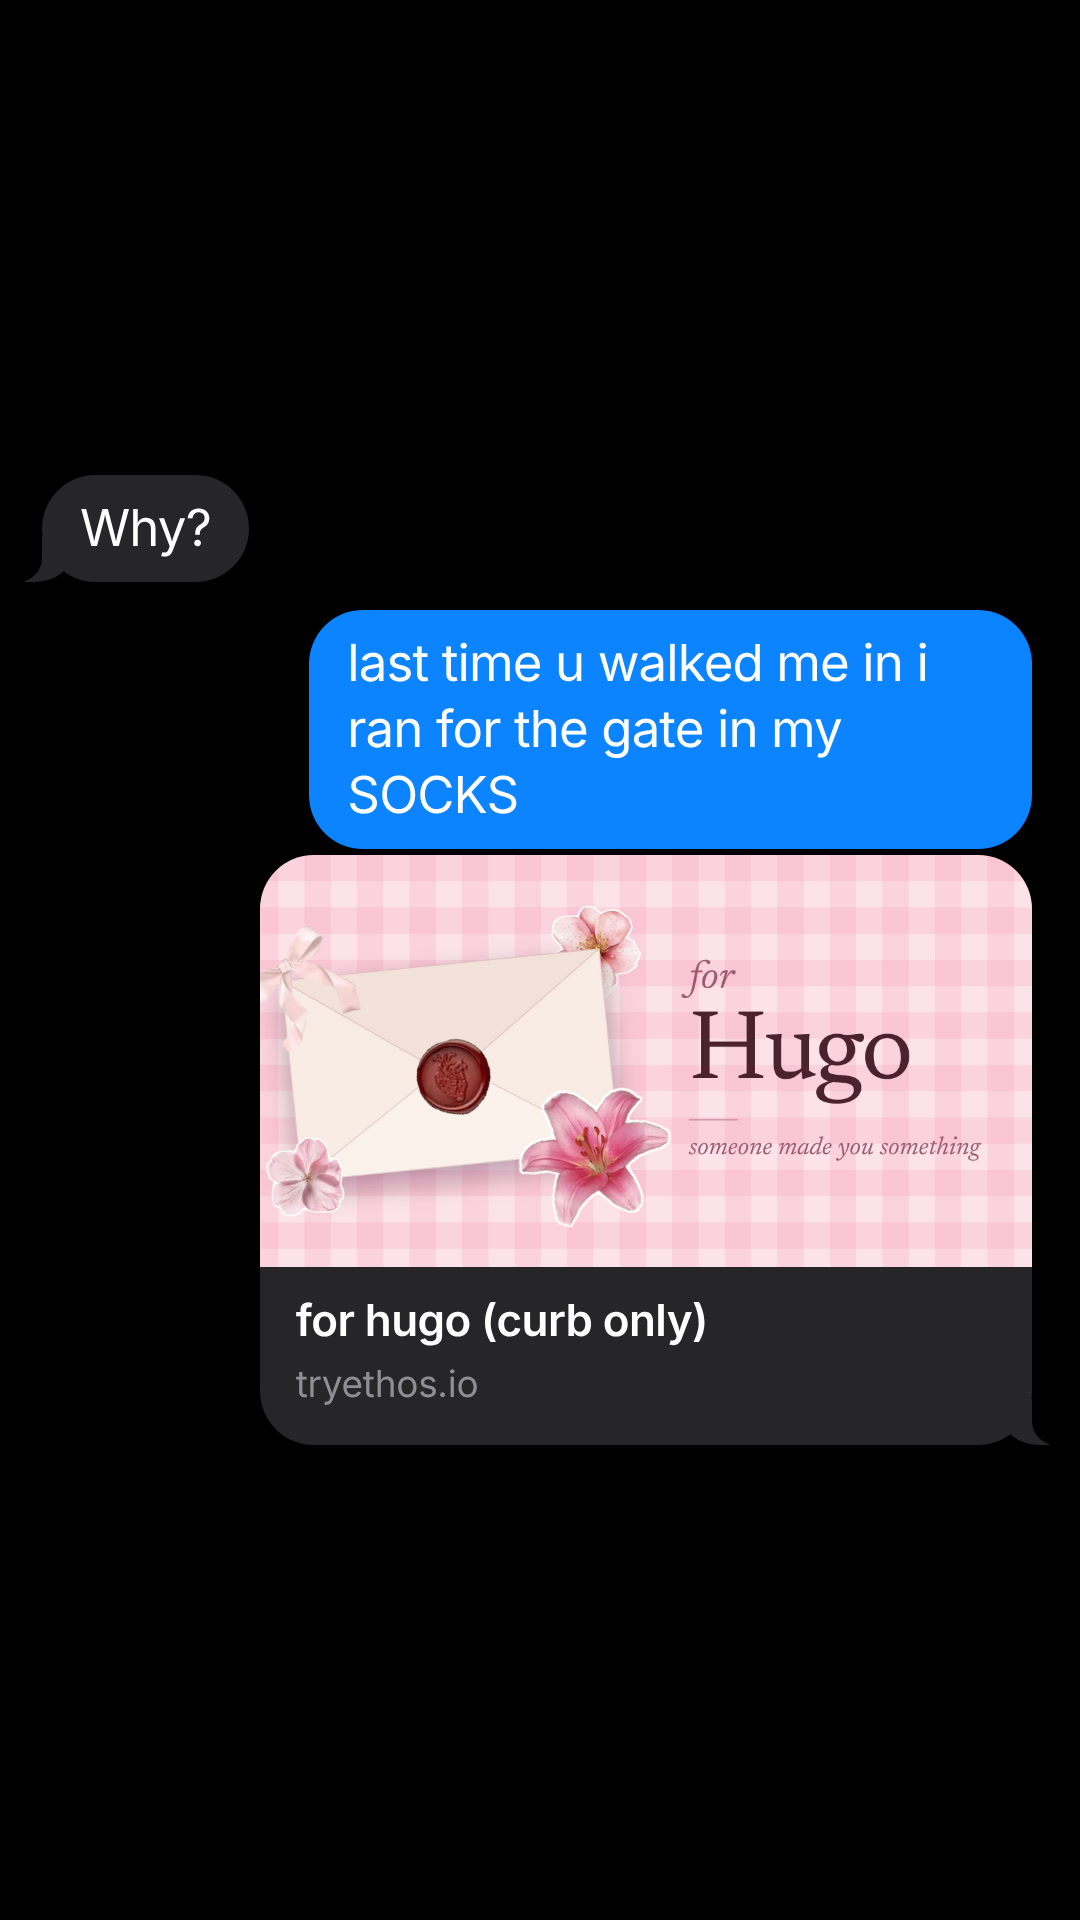 Why?
last time u walked me in i
ran for the gate in my
SOCKS
for
Hugo
someone made you something
for hugo (curb only)
tryethos.io